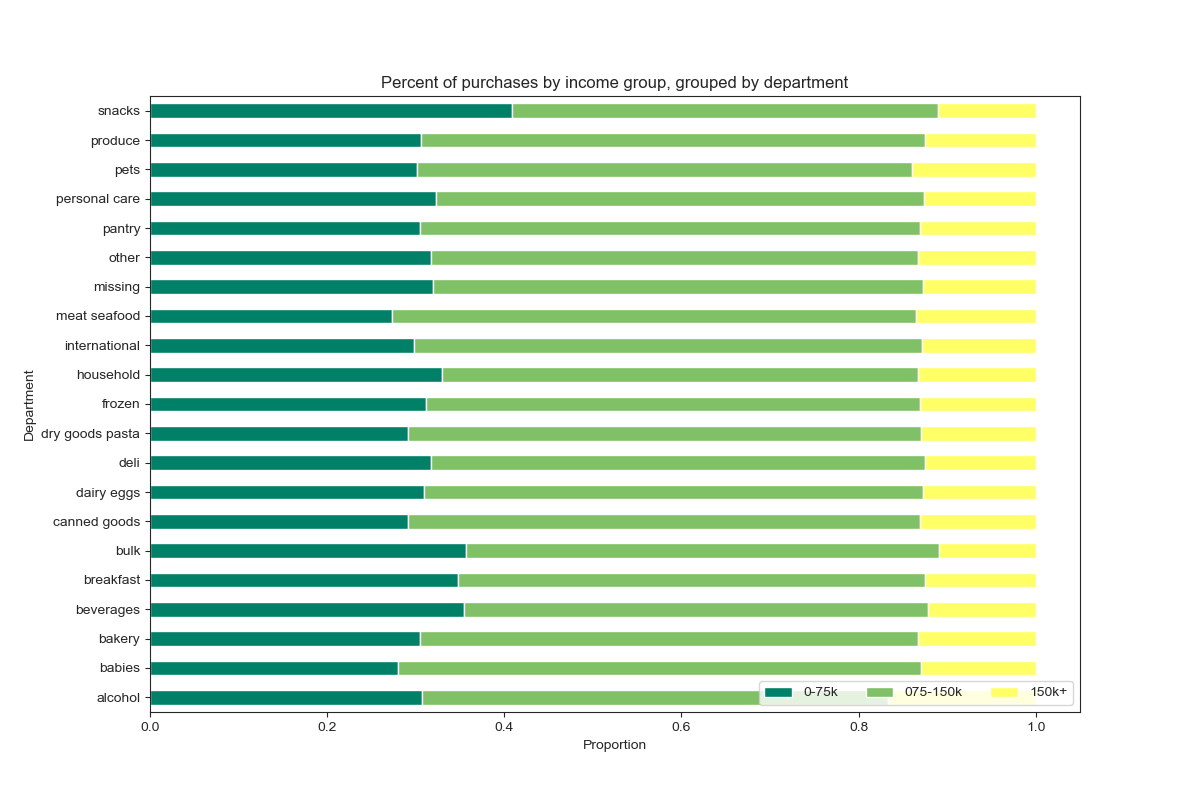 Percent of purchases by income group, grouped by department
Department
snacks
produce
pets
personal care
pantry
other
missing
meat seafood
international
household
frozen
dry goods pasta
deli
dairy eggs
canned goods
bulk
breakfast
beverages
bakery
babies
alcohol
0-75k 075-150k 150k+
0.0 0.2 0.4 0.6 0.8 1.0
Proportion